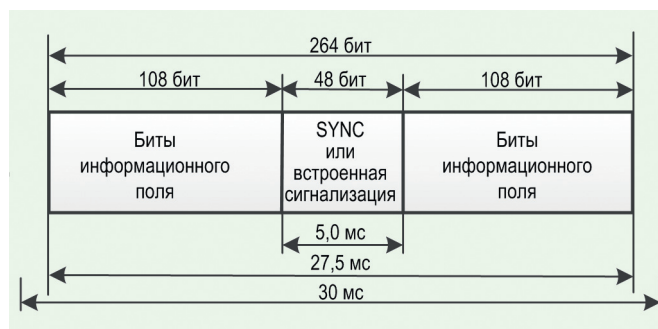 264 бит
108 бит 48 бит 108 бит
Биты
информационного
поля
SYNC
или
встроенная
сигнализация
Биты
информационного
поля
5,0 мс
27,5 мс
30 мс